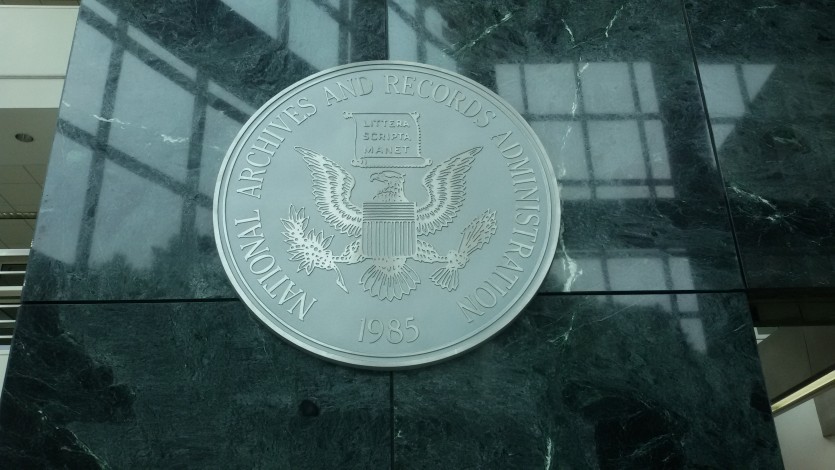 NATIONAL ARCHIVES AND RECORDS ADMINISTRATION
LITTERA
SCRIPTA
MANET
1985